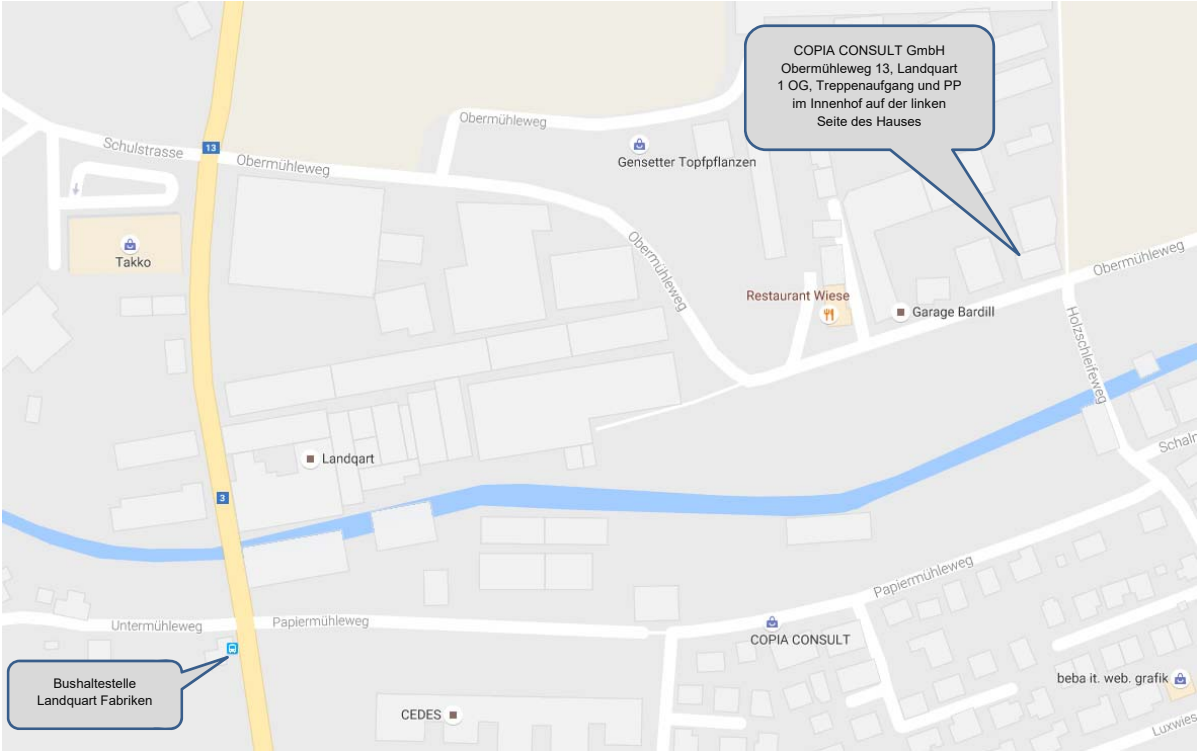 COPIA CONSULT GmbH
Obermühleweg 13, Landquart
1 OG, Treppenaufgang und PP
im Innenhof auf der linken
Seite des Hauses
Obermühleweg
Schulstrasse
13
Obermühleweg
Gensetter Topfpflanzen
Takko
Obermühleweg
Obermühleweg
Restaurant Wiese
Garage Bardill
Holzschleifeweg
Landqart
Schaln
3
Papiermühleweg
Untermühleweg
Papiermühleweg
COPIA CONSULT
Bushaltestelle
Landquart Fabriken
beba it. web. grafik
CEDES
Luxwies